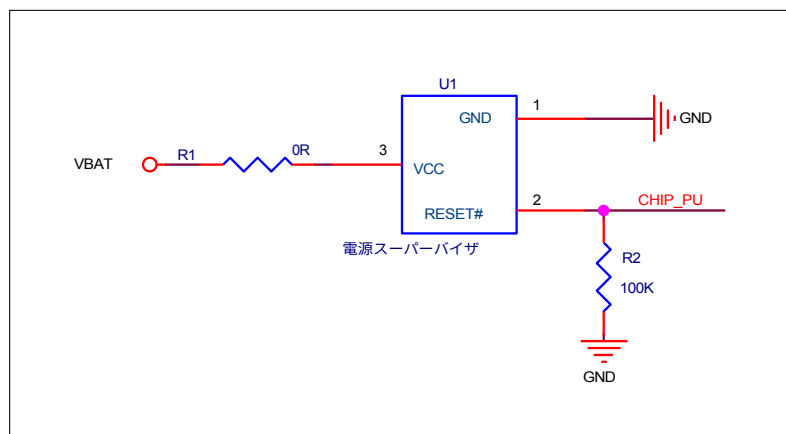 U1
1
GND
GND
VBAT
R1
0R
3
VCC
2
CHIP_PU
RESET#
電源スーパーバイザ
R2
100K
GND